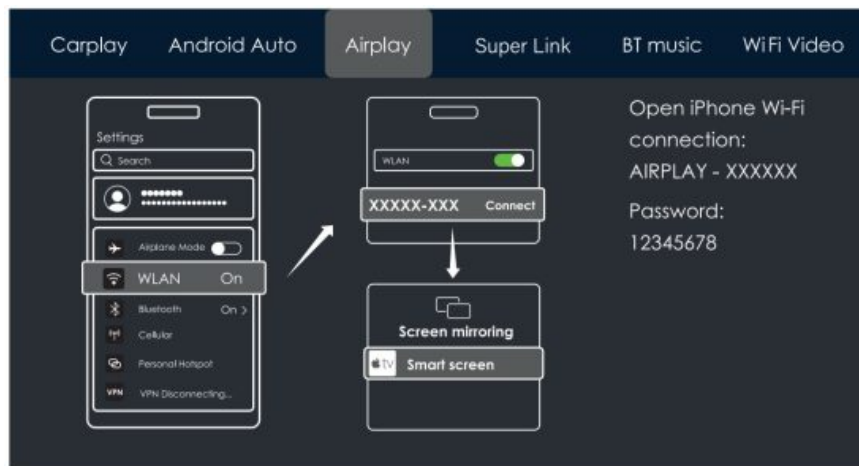 Carplay Android Auto Airplay Super Link BT music WiFi Video
Settings
Search
Airplane Mode
WLAN On
Bluetooth On >
Cellular
Personal Hotspot
VPN VPN Disconnecting...
WLAN
XXXXX-XXX Connect
Screen mirroring
tv Smart screen
Open iPhone Wi-Fi
connection:
AIRPLAY - XXXXXX
Password:
12345678